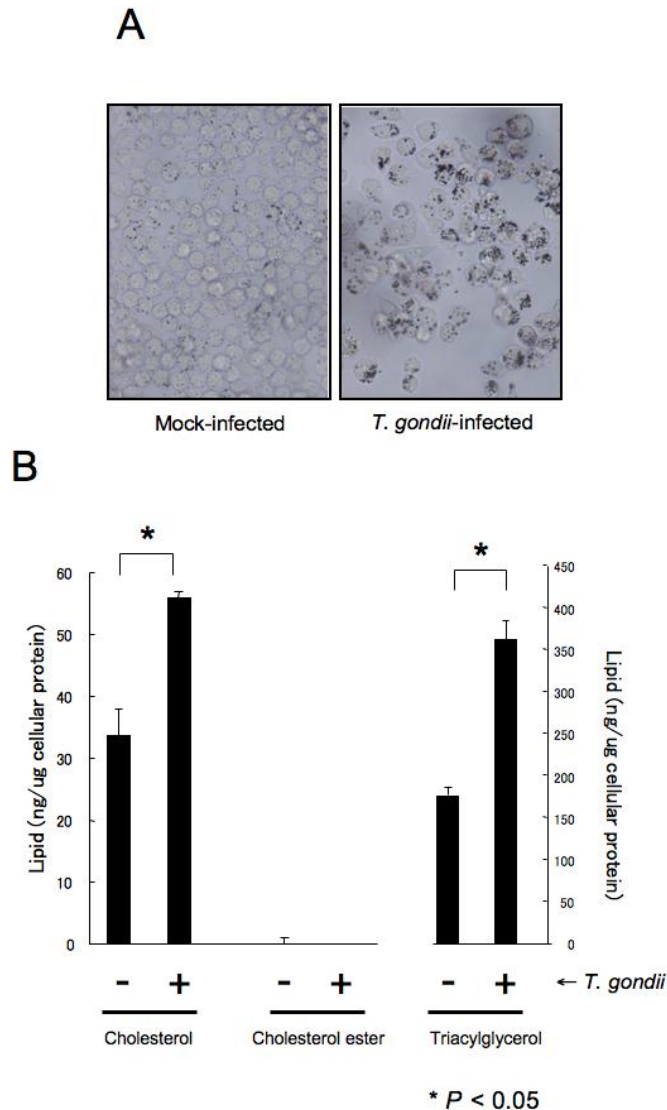 A
Mock-infected
T. gondii-infected
B
*
*
Lipid (ng/ug cellular protein)
60
50
40
30
20
10
0
450
400
350
300
250
200
150
100
50
0
Lipid (ng/ug cellular protein)
- + - + - + ← T. gondii
Cholesterol Cholesterol ester Triacylglycerol
* P < 0.05